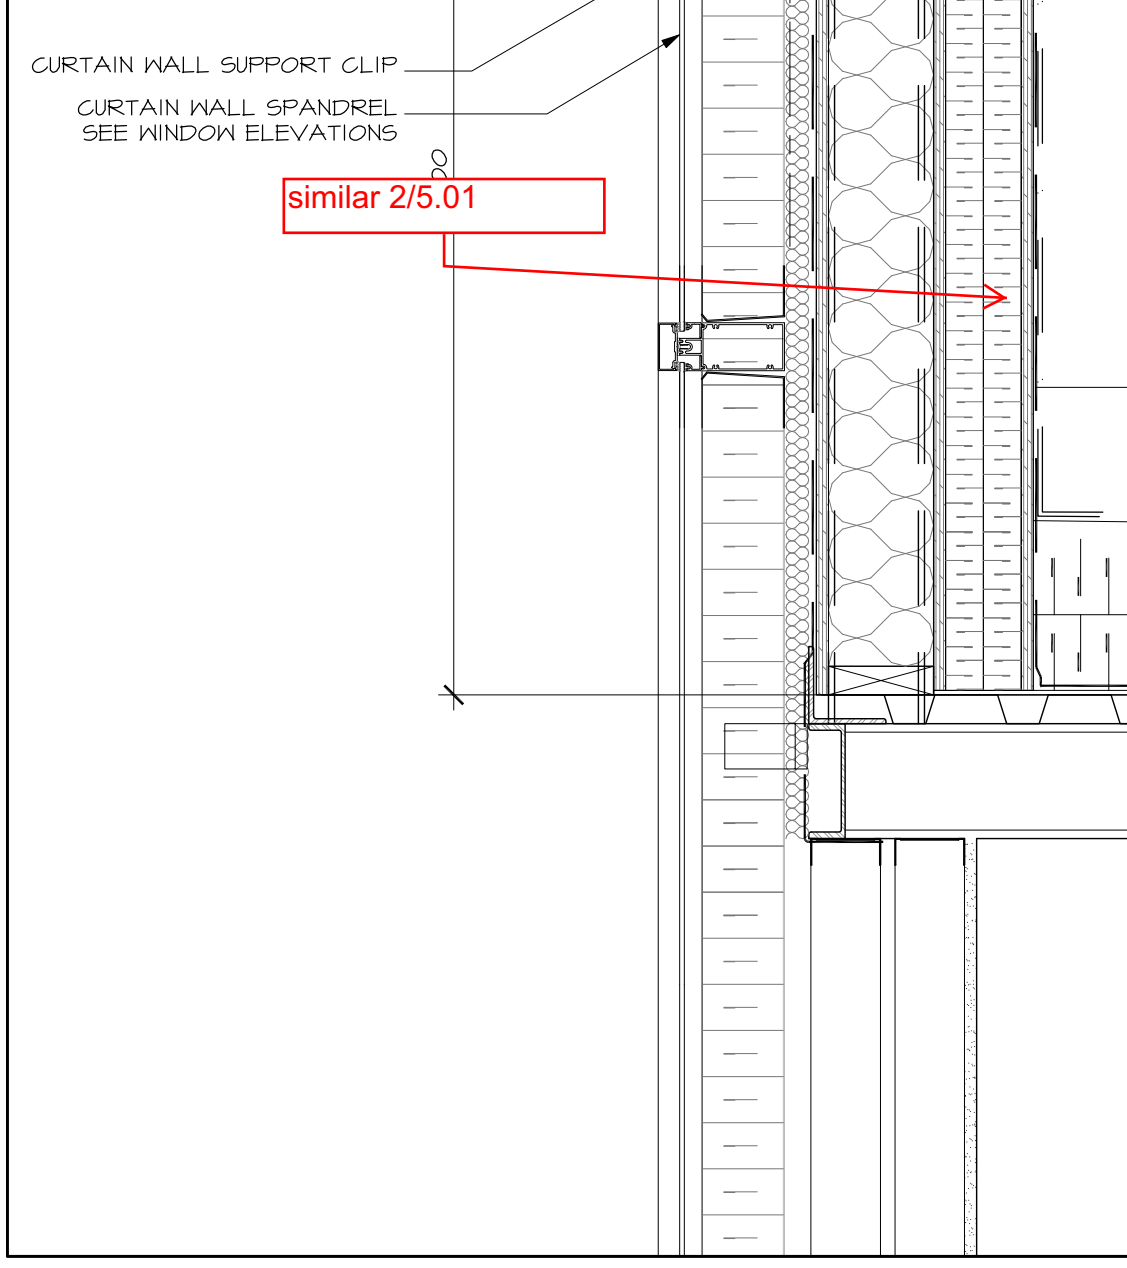 CURTAIN WALL SUPPORT CLIP
CURTAIN WALL SPANDREL
SEE WINDOW ELEVATIONS
similar 2/5.01